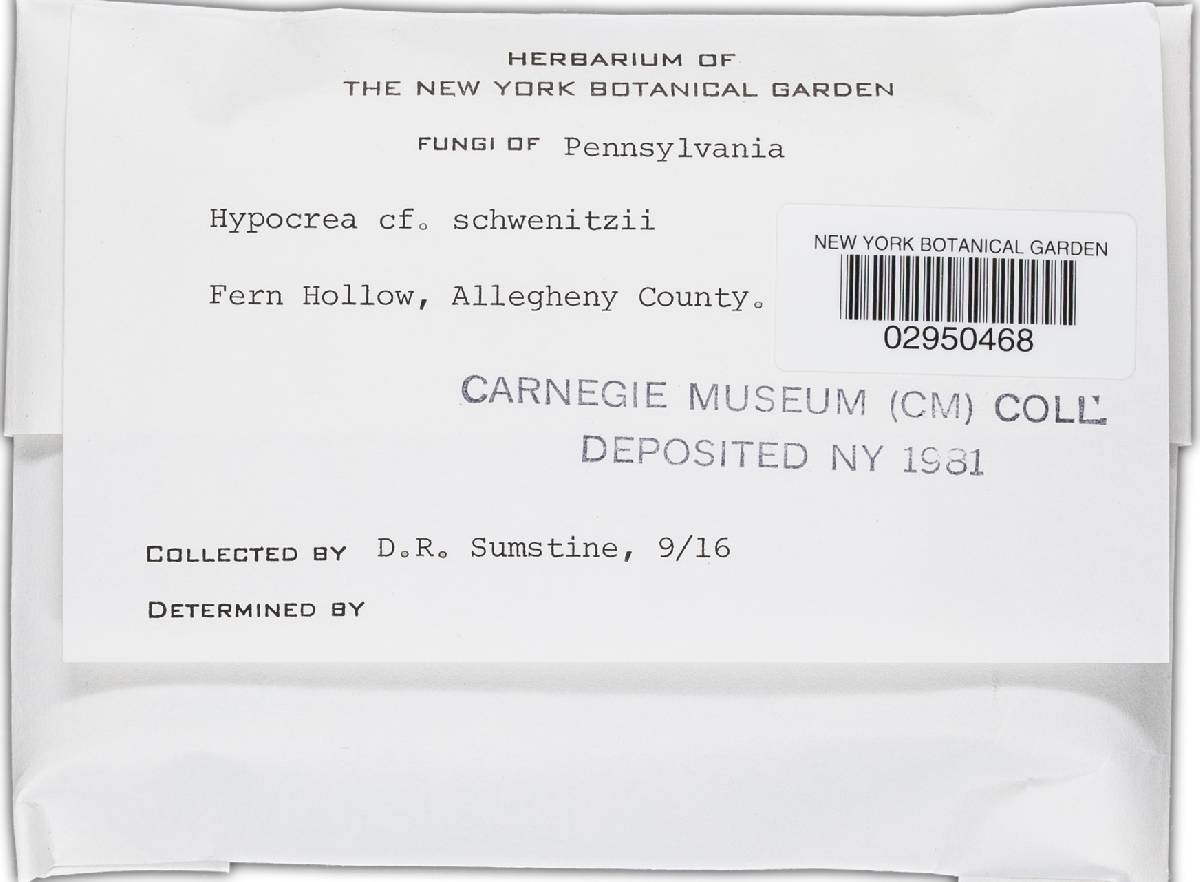 HERBARIUM OF
THE NEW YORK BOTANICAL GARDEN
FUNGI OF Pennsylvania
Hypocrea cf. schwenitzii
Fern Hollow, Allegheny County.
NEW YORK BOTANICAL GARDEN
02950468
CARNEGIE MUSEUM (CM) COLL.
DEPOSITED NY 1981
COLLECTED BY D.R. Sumstine, 9/16
DETERMINED BY